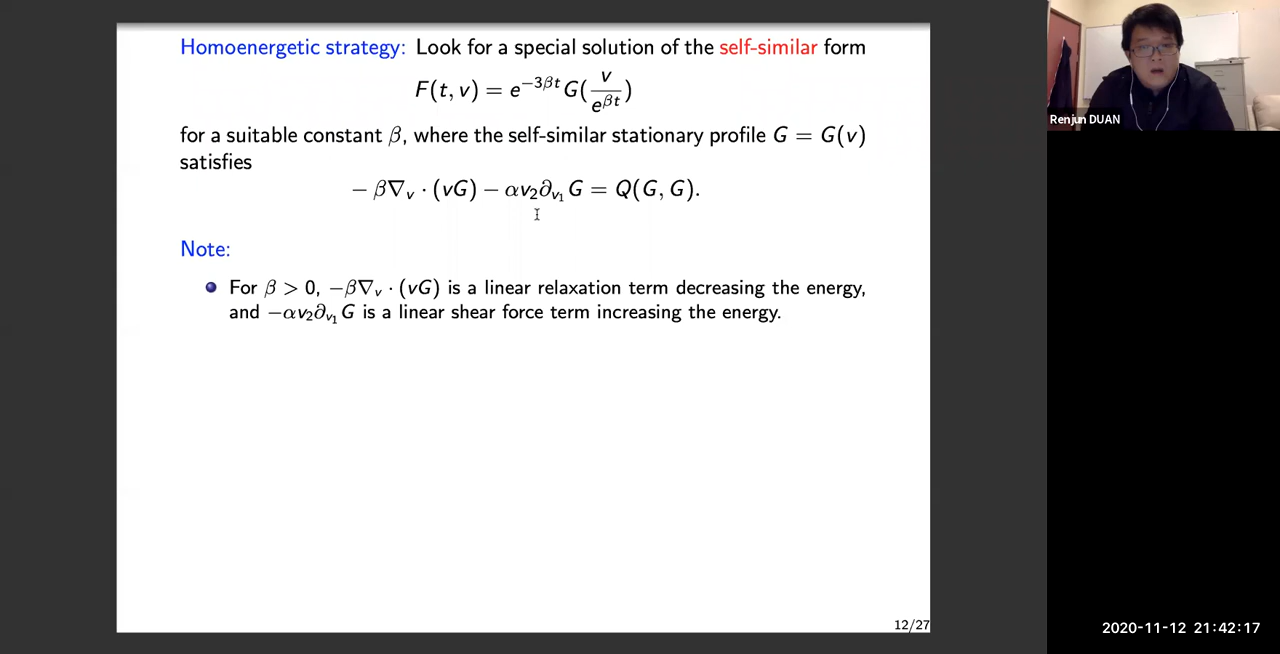 Homoenergetic strategy: Look for a special solution of the self-similar form
F(t, v) = e^{−3βt} G(v/e^{βt})
for a suitable constant β, where the self-similar stationary profile G = G(v)
satisfies
− β∇_v · (vG) − αv_2∂_{v_1} G = Q(G, G).
Note:
For β > 0, −β∇_v · (vG) is a linear relaxation term decreasing the energy,
and −αv_2∂_{v_1} G is a linear shear force term increasing the energy.
12/27
Renjun DUAN
2020-11-12 21:42:17